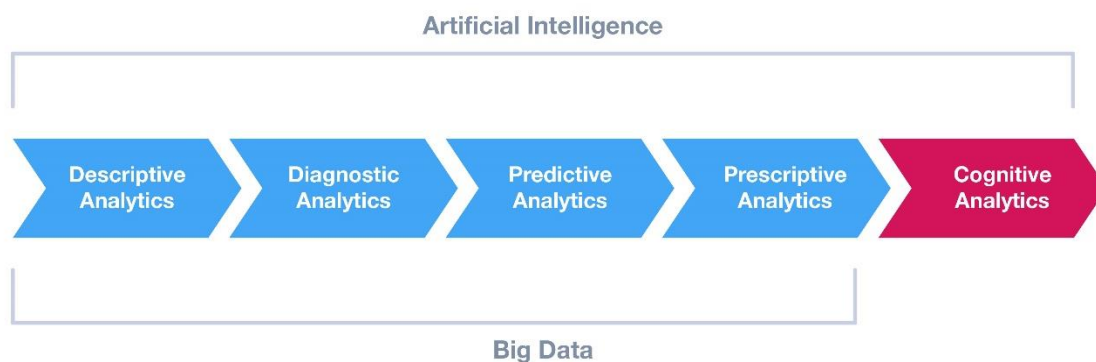 Artificial Intelligence
Descriptive
Analytics
Diagnostic
Analytics
Predictive
Analytics
Prescriptive
Analytics
Cognitive
Analytics
Big Data